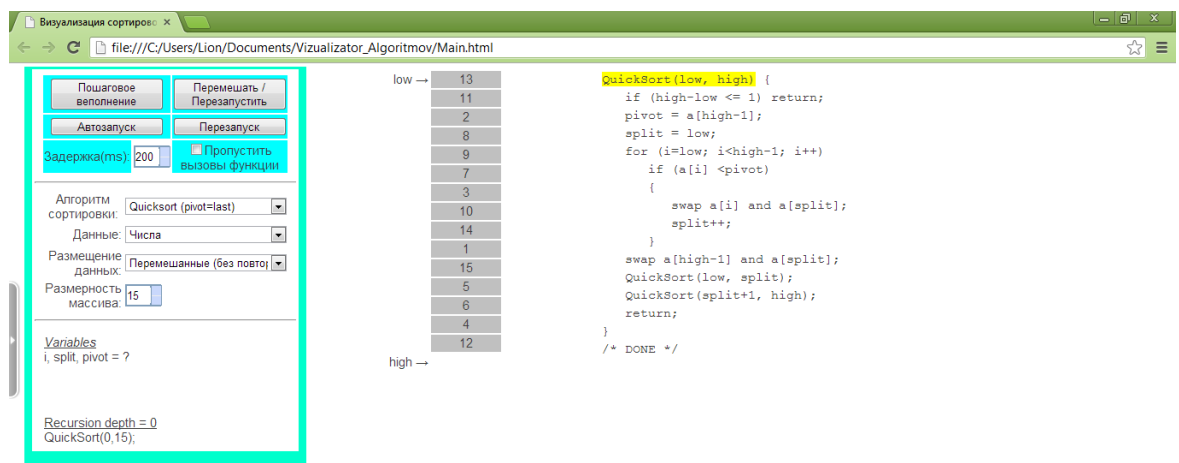 Визуализация сортирово ×
file:///C:/Users/Lion/Documents/Vizualizator_Algoritmov/Main.html
Пошаговое
веполнение
Перемешать /
Перезапустить
Автозапуск
Перезапуск
Задержка(ms): 200
Пропустить
вызовы функции
Алгоритм
сортировки: Quicksort (pivot=last)
Данные: Числа
Размещение
данных: Перемешанные (без повтор
Размерность
массива: 15
Variables
i, split, pivot = ?
Recursion depth = 0
QuickSort(0,15);
low → 13
11
2
8
9
7
3
10
14
1
15
5
6
4
12
high →
QuickSort(low, high) {
if (high-low <= 1) return;
pivot = a[high-1];
split = low;
for (i=low; i<high-1; i++)
if (a[i] <pivot)
{
swap a[i] and a[split];
split++;
}
swap a[high-1] and a[split];
QuickSort(low, split);
QuickSort(split+1, high);
return;
}
/* DONE */